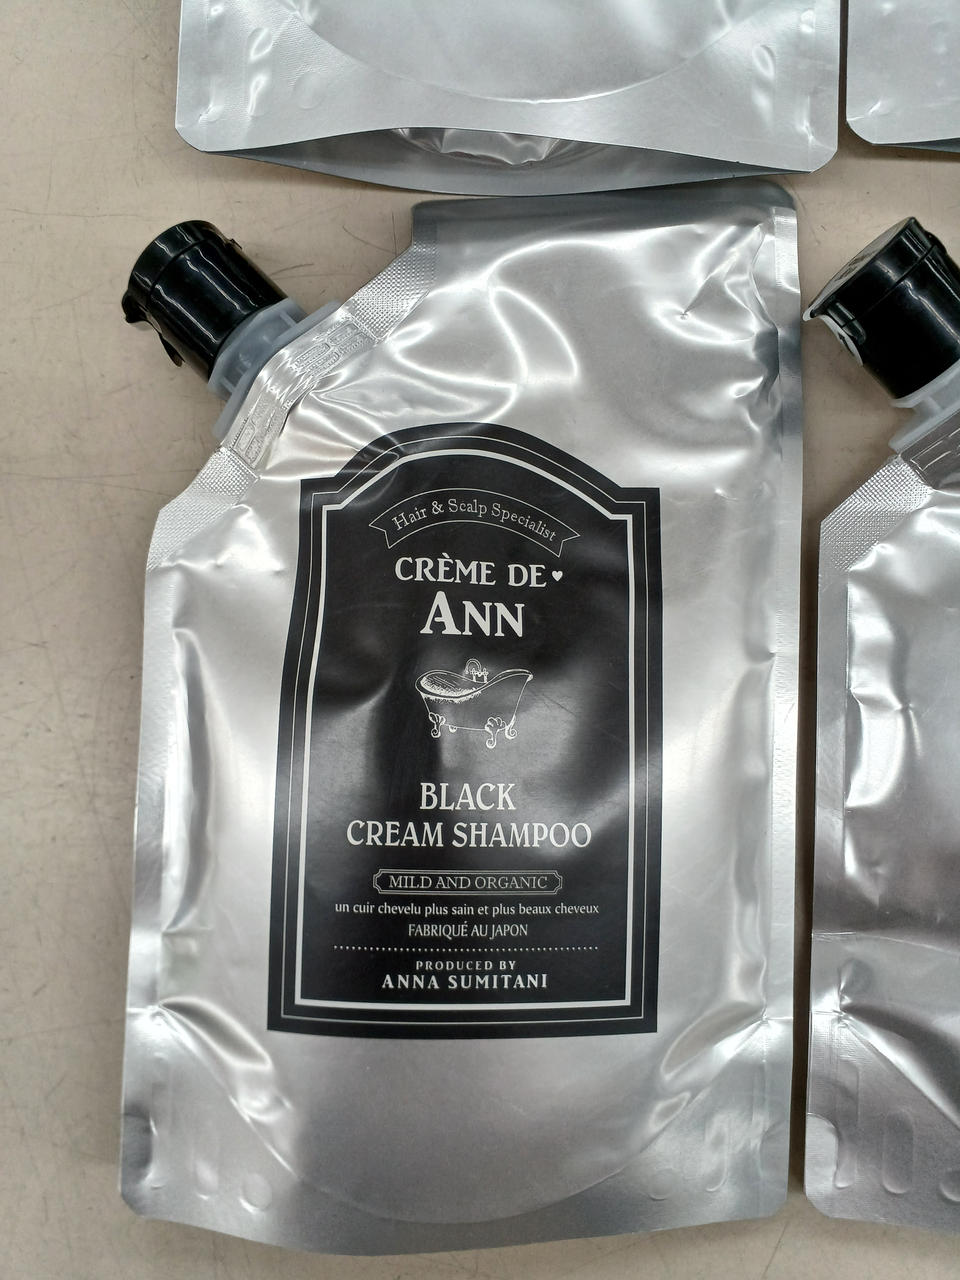 Hair & Scalp Specialist
CRÈME DE♥
ANN
BLACK
CREAM SHAMPOO
MILD AND ORGANIC
un cuir chevelu plus sain et plus beaux cheveux
FABRIQUÉ AU JAPON
PRODUCED BY
ANNA SUMITANI